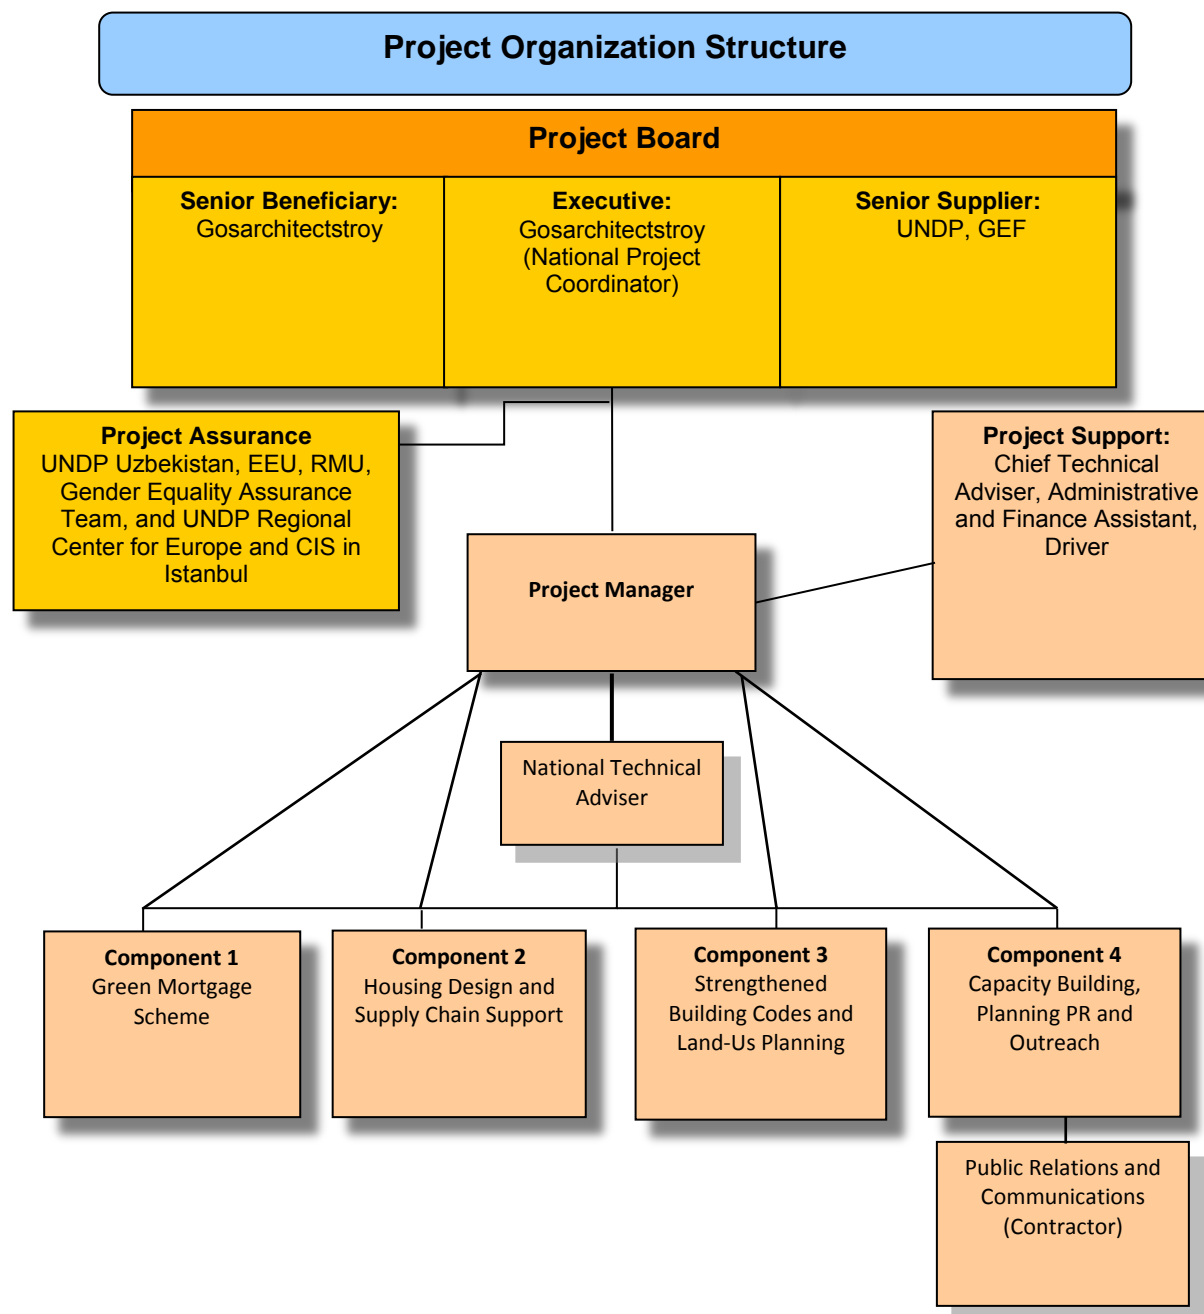 Project Organization Structure
Project Board
Senior Beneficiary:
Gosarchitectstroy
Executive:
Gosarchitectstroy
(National Project
Coordinator)
Senior Supplier:
UNDP, GEF
Project Assurance
UNDP Uzbekistan, EEU, RMU,
Gender Equality Assurance
Team, and UNDP Regional
Center for Europe and CIS in
Istanbul
Project Support:
Chief Technical
Adviser, Administrative
and Finance Assistant,
Driver
Project Manager
National Technical
Adviser
Component 1
Green Mortgage
Scheme
Component 2
Housing Design and
Supply Chain Support
Component 3
Strengthened
Building Codes and
Land-Us Planning
Component 4
Capacity Building,
Planning PR and
Outreach
Public Relations and
Communications
(Contractor)